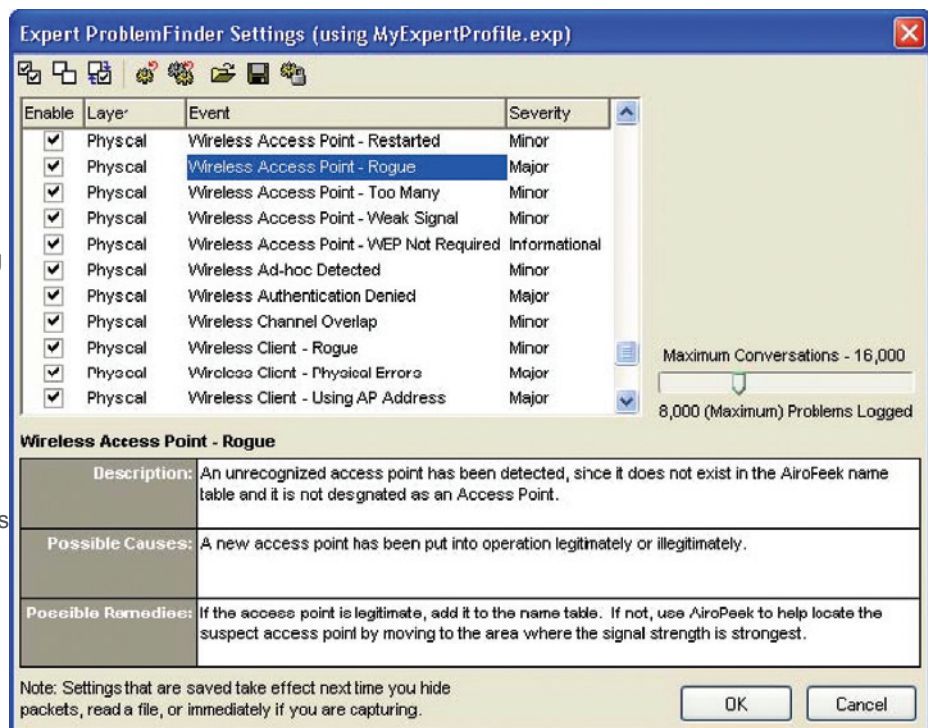 Expert ProblemFinder Settings (using MyExpertProfile.exp)
Enable Layer Event Severity
Physcal Wireless Access Point - Restarted Minor
Physcal Wireless Access Point - Rogue Major
Physcal Wireless Access Point - Too Many Minor
Physcal Wireless Access Point - Weak Signal Minor
Physcal Wireless Access Point - WEP Not Required Informational
Physcal Wireless Ad-hoc Detected Minor
Physcal Wireless Authentication Denied Major
Physcal Wireless Channel Overlap Minor
Physcal Wireless Client - Rogue Minor
Physcal Wireless Client - Physical Errors Major
Physcal Wireless Client - Using AP Address Major
Maximum Conversations - 16,000
8,000 (Maximum) Problems Logged
Wireless Access Point - Rogue
Description: An unrecognized access point has been detected, since it does not exist in the AiroFeek name
table and it is not desgnated as an Access Point.
s
Possible Causes: A new access point has been put into operation legitimately or illegitimately.
Possible Remedies: If the access point is legitimate, add it to the name table. If not, use AiroPeek to help locate the
suspect access point by moving to the area where the signal strength is strongest.
Note: Settings that are saved take effect next time you hide
packets, read a file, or immediately if you are capturing.
OK Cancel